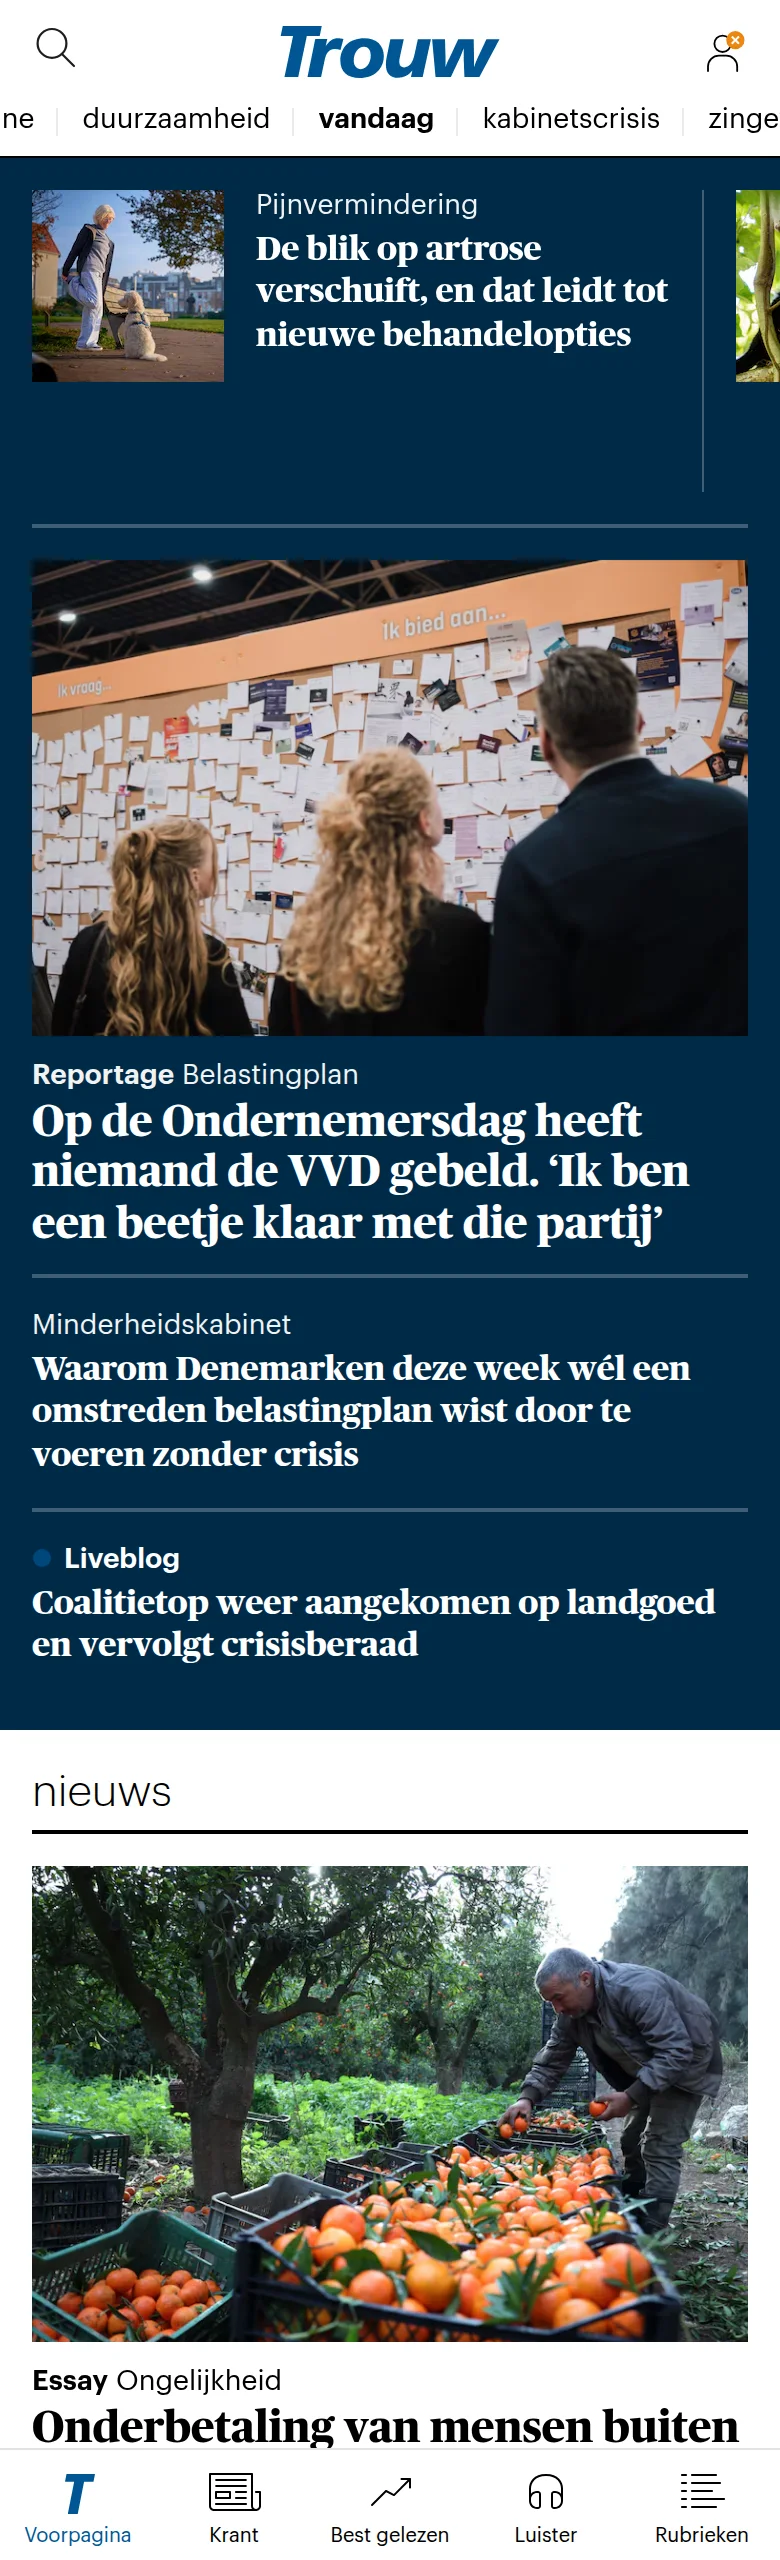 Trouw
ne duurzaamheid vandaag kabinetscrisis zinge
Pijnvermindering
De blik op artrose
verschuift, en dat leidt tot
nieuwe behandelopties
Ik vraag...
Ik bied aan...
Reportage Belastingplan
Op de Ondernemersdag heeft
niemand de VVD gebeld. ‘Ik ben
een beetje klaar met die partij’
Minderheidskabinet
Waarom Denemarken deze week wél een
omstreden belastingplan wist door te
voeren zonder crisis
Liveblog
Coalitietop weer aangekomen op landgoed
en vervolgt crisisberaad
nieuws
Essay Ongelijkheid
Onderbetaling van mensen buiten
T
Voorpagina Krant Best gelezen Luister Rubrieken